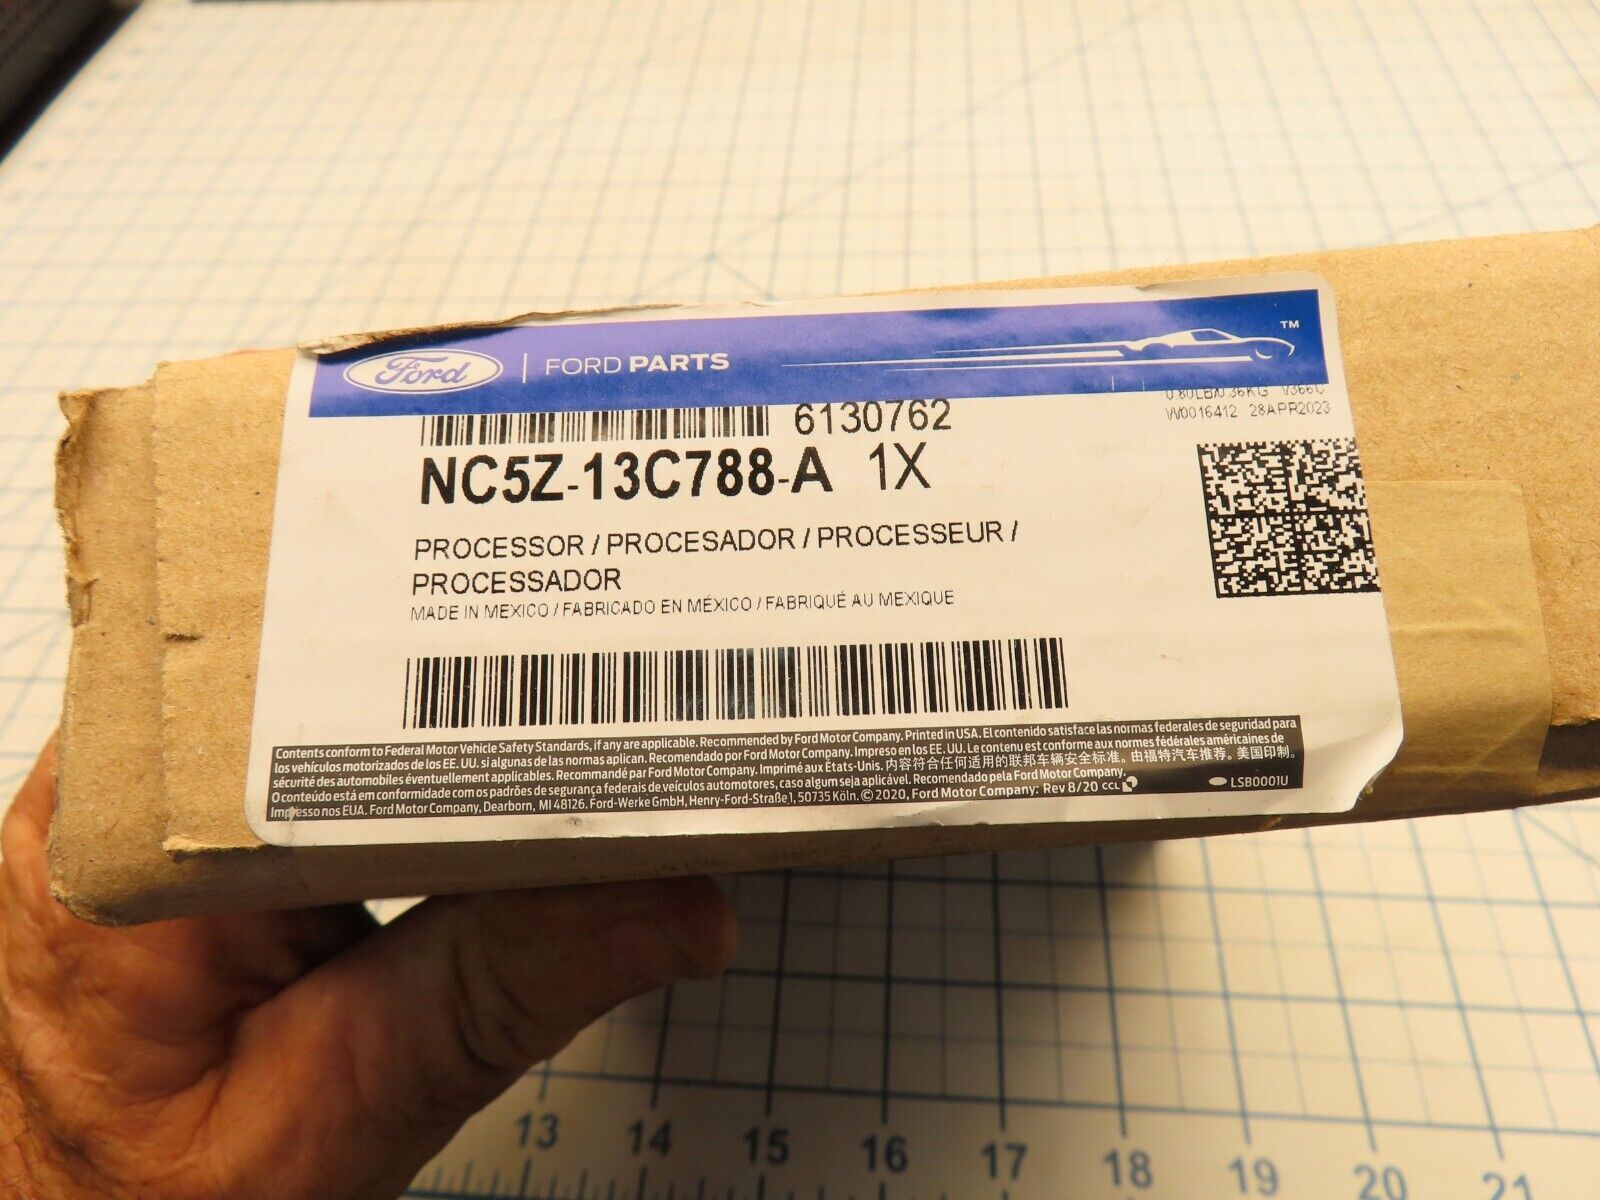 Ford | FORD PARTS ™
6130762
0.80LB/0.36KG
W0016412 28APR2023
NC5Z-13C788-A 1X
PROCESSOR / PROCESADOR / PROCESSEUR /
PROCESSADOR
MADE IN MEXICO / FABRICADO EN MÉXICO / FABRIQUÉ AU MEXIQUE
Contents conform to Federal Motor Vehicle Safety Standards, if any are applicable. Recommended by Ford Motor Company. Printed in USA. El contenido satisface las normas federales de seguridad para
los vehículos motorizados de los EE. UU. si algunas de las normas aplican. Recomendado por Ford Motor Company. Impreso en los EE. UU. Le contenu est conforme aux normes fédérales américaines de
sécurité des automobiles éventuellement applicables. Recommandé par Ford Motor Company. Imprimé aux États-Unis. 内容符合任何适用的联邦车辆安全标准。由福特汽车推荐。美国印制。
O conteúdo está em conformidade com os padrões de segurança federais de veículos automotores, caso algum seja aplicável. Recomendado pela Ford Motor Company.
Impresso nos EUA. Ford Motor Company, Dearborn, MI 48126. Ford-Werke GmbH, Henry-Ford-Straße 1, 50735 Köln. © 2020, Ford Motor Company: Rev 8/20 CCL
LSB0001U
13 14 15 16 17 18 19 20 21